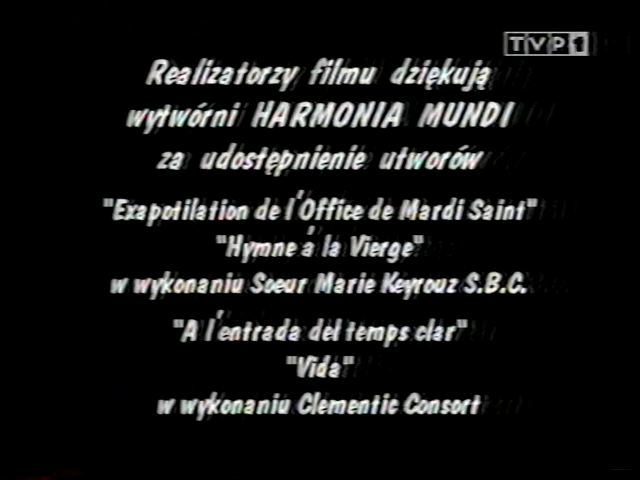 TVP1
Realizatorzy filmu dziękują
wytwórni HARMONIA MUNDI
za udostępnienie utworów
"Exapotilation de l'Office de Mardi Saint"
"Hymne á la Vierge"
w wykonaniu Soeur Marie Keyrouz S.B.C.
"A l'entrada del temps clar"
"Vida"
w wykonaniu Clementic Consort